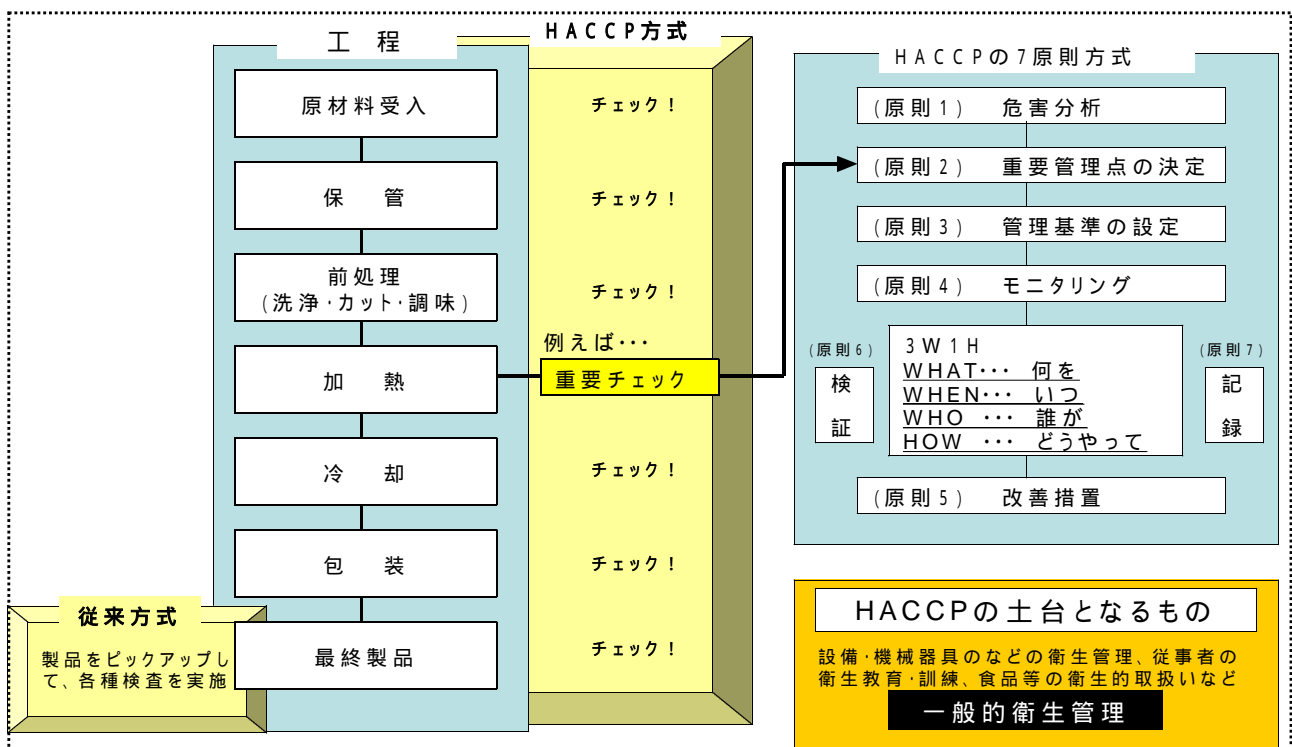 工 程
原材料受入
保 管
前処理
(洗浄・カット・調味)
加 熱
冷 却
包 装
最終製品
従来方式
製品をピックアップし
て、各種検査を実施
HACCP方式
チェック！
チェック！
チェック！
例えば･･･
重要チェック
チェック！
チェック！
チェック！
HACCPの7原則方式
(原則1) 危害分析
(原則2) 重要管理点の決定
(原則3) 管理基準の設定
(原則4) モニタリング
(原則6)
検
証
3W1H
WHAT･･･ 何を
WHEN･･･ いつ
WHO ･･･ 誰が
HOW ･･･ どうやって
(原則7)
記
録
(原則5) 改善措置
HACCPの土台となるもの
設備・機械器具のなどの衛生管理、従事者の
衛生教育・訓練、食品等の衛生的取扱いなど
一般的衛生管理